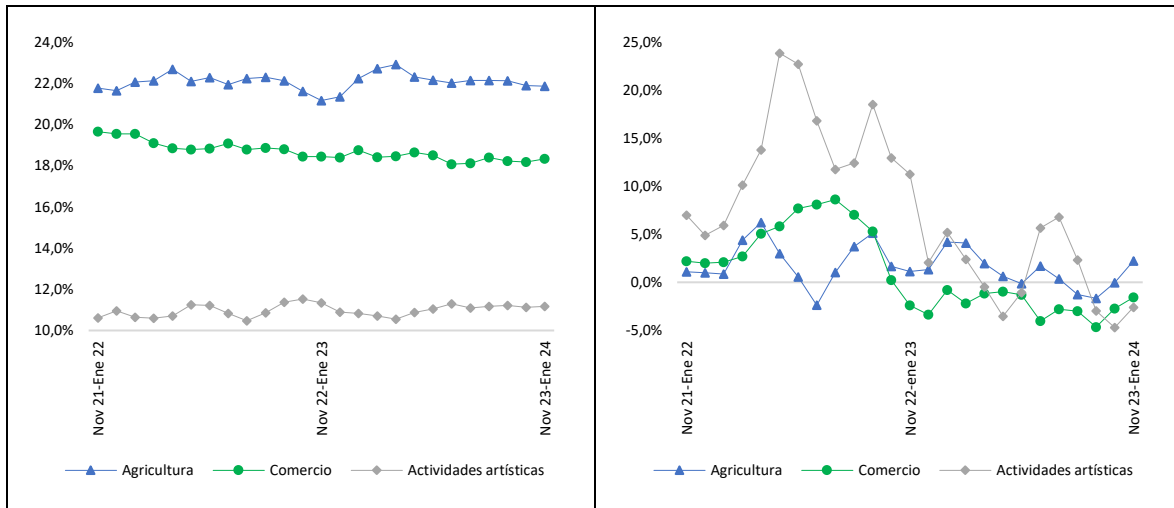 24,0%
22,0%
20,0%
18,0%
16,0%
14,0%
12,0%
10,0%
Nov 21-Ene 22
Nov 22-Ene 23
Nov 23-Ene 24
Agricultura Comercio Actividades artísticas
25,0%
20,0%
15,0%
10,0%
5,0%
0,0%
-5,0%
Nov 21-Ene 22
Nov 22-ene 23
Nov 23-Ene 24
Agricultura Comercio Actividades artísticas